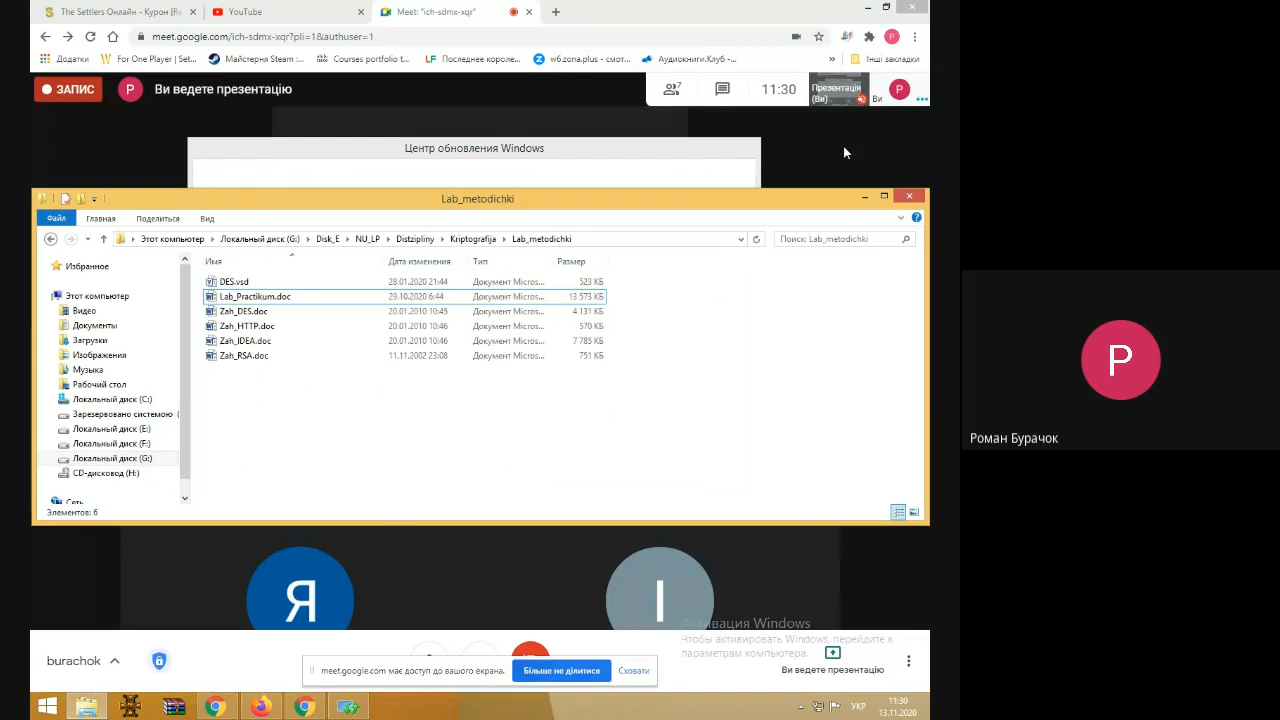 The Settlers Онлайн - Курон [Re
YouTube
Meet: "ich-sdmx-xqr"
meet.google.com/ich-sdmx-xqr?pli=1&authuser=1
P
Додатки
For One Player | Set...
Майстерня Steam :...
Courses portfolio t...
LF Последнее короле...
w6.zona.plus - смот...
Аудиокниги.Клуб -...
»
Інші закладки
ЗАПИС
P
Ви ведете презентацію
7
11:30
Презентація
(Ви)
Ви
P
Центр обновления Windows
Lab_metodichki
Файл
Главная
Поделиться
Вид
Этот компьютер
Локальный диск (G:)
Disk_E
NU_LP
Distzipliny
Kriptografija
Lab_metodichki
Поиск: Lab_metodichki
Имя
Дата изменения
Тип
Размер
DES.vsd 28.01.2020 21:44 Документ Micros... 523 КБ
Lab_Practikum.doc 29.10.2020 6:44 Документ Micros... 13 573 КБ
Zah_DES.doc 20.01.2010 10:45 Документ Micros... 4 131 КБ
Zah_HTTP.doc 20.01.2010 10:46 Документ Micros... 570 КБ
Zah_IDEA.doc 20.01.2010 10:46 Документ Micros... 7 785 КБ
Zah_RSA.doc 11.11.2002 23:08 Документ Micros... 751 КБ
Избранное
Этот компьютер
Видео
Документы
Загрузки
Изображения
Музыка
Рабочий стол
Локальный диск (C:)
Зарезервовано системою (
Локальный диск (E:)
Локальный диск (F:)
Локальный диск (G:)
CD-дисковод (H:)
Сеть
Элементов: 6
P
Роман Бурачок
Я
I
Активация Windows
Чтобы активировать Windows, перейдите к
параметрам компьютера.
burachok
meet.google.com має доступ до вашого екрана.
Більше не ділитися
Сховати
Ви ведете презентацію
УКР
11:30
13.11.2020